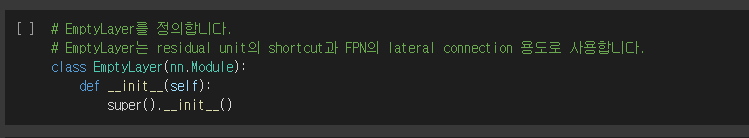 [ ] # EmptyLayer를 정의합니다.
# EmptyLayer는 residual unit의 shortcut과 FPN의 lateral connection 용도로 사용합니다.
class EmptyLayer(nn.Module):
def __init__(self):
super().__init__()